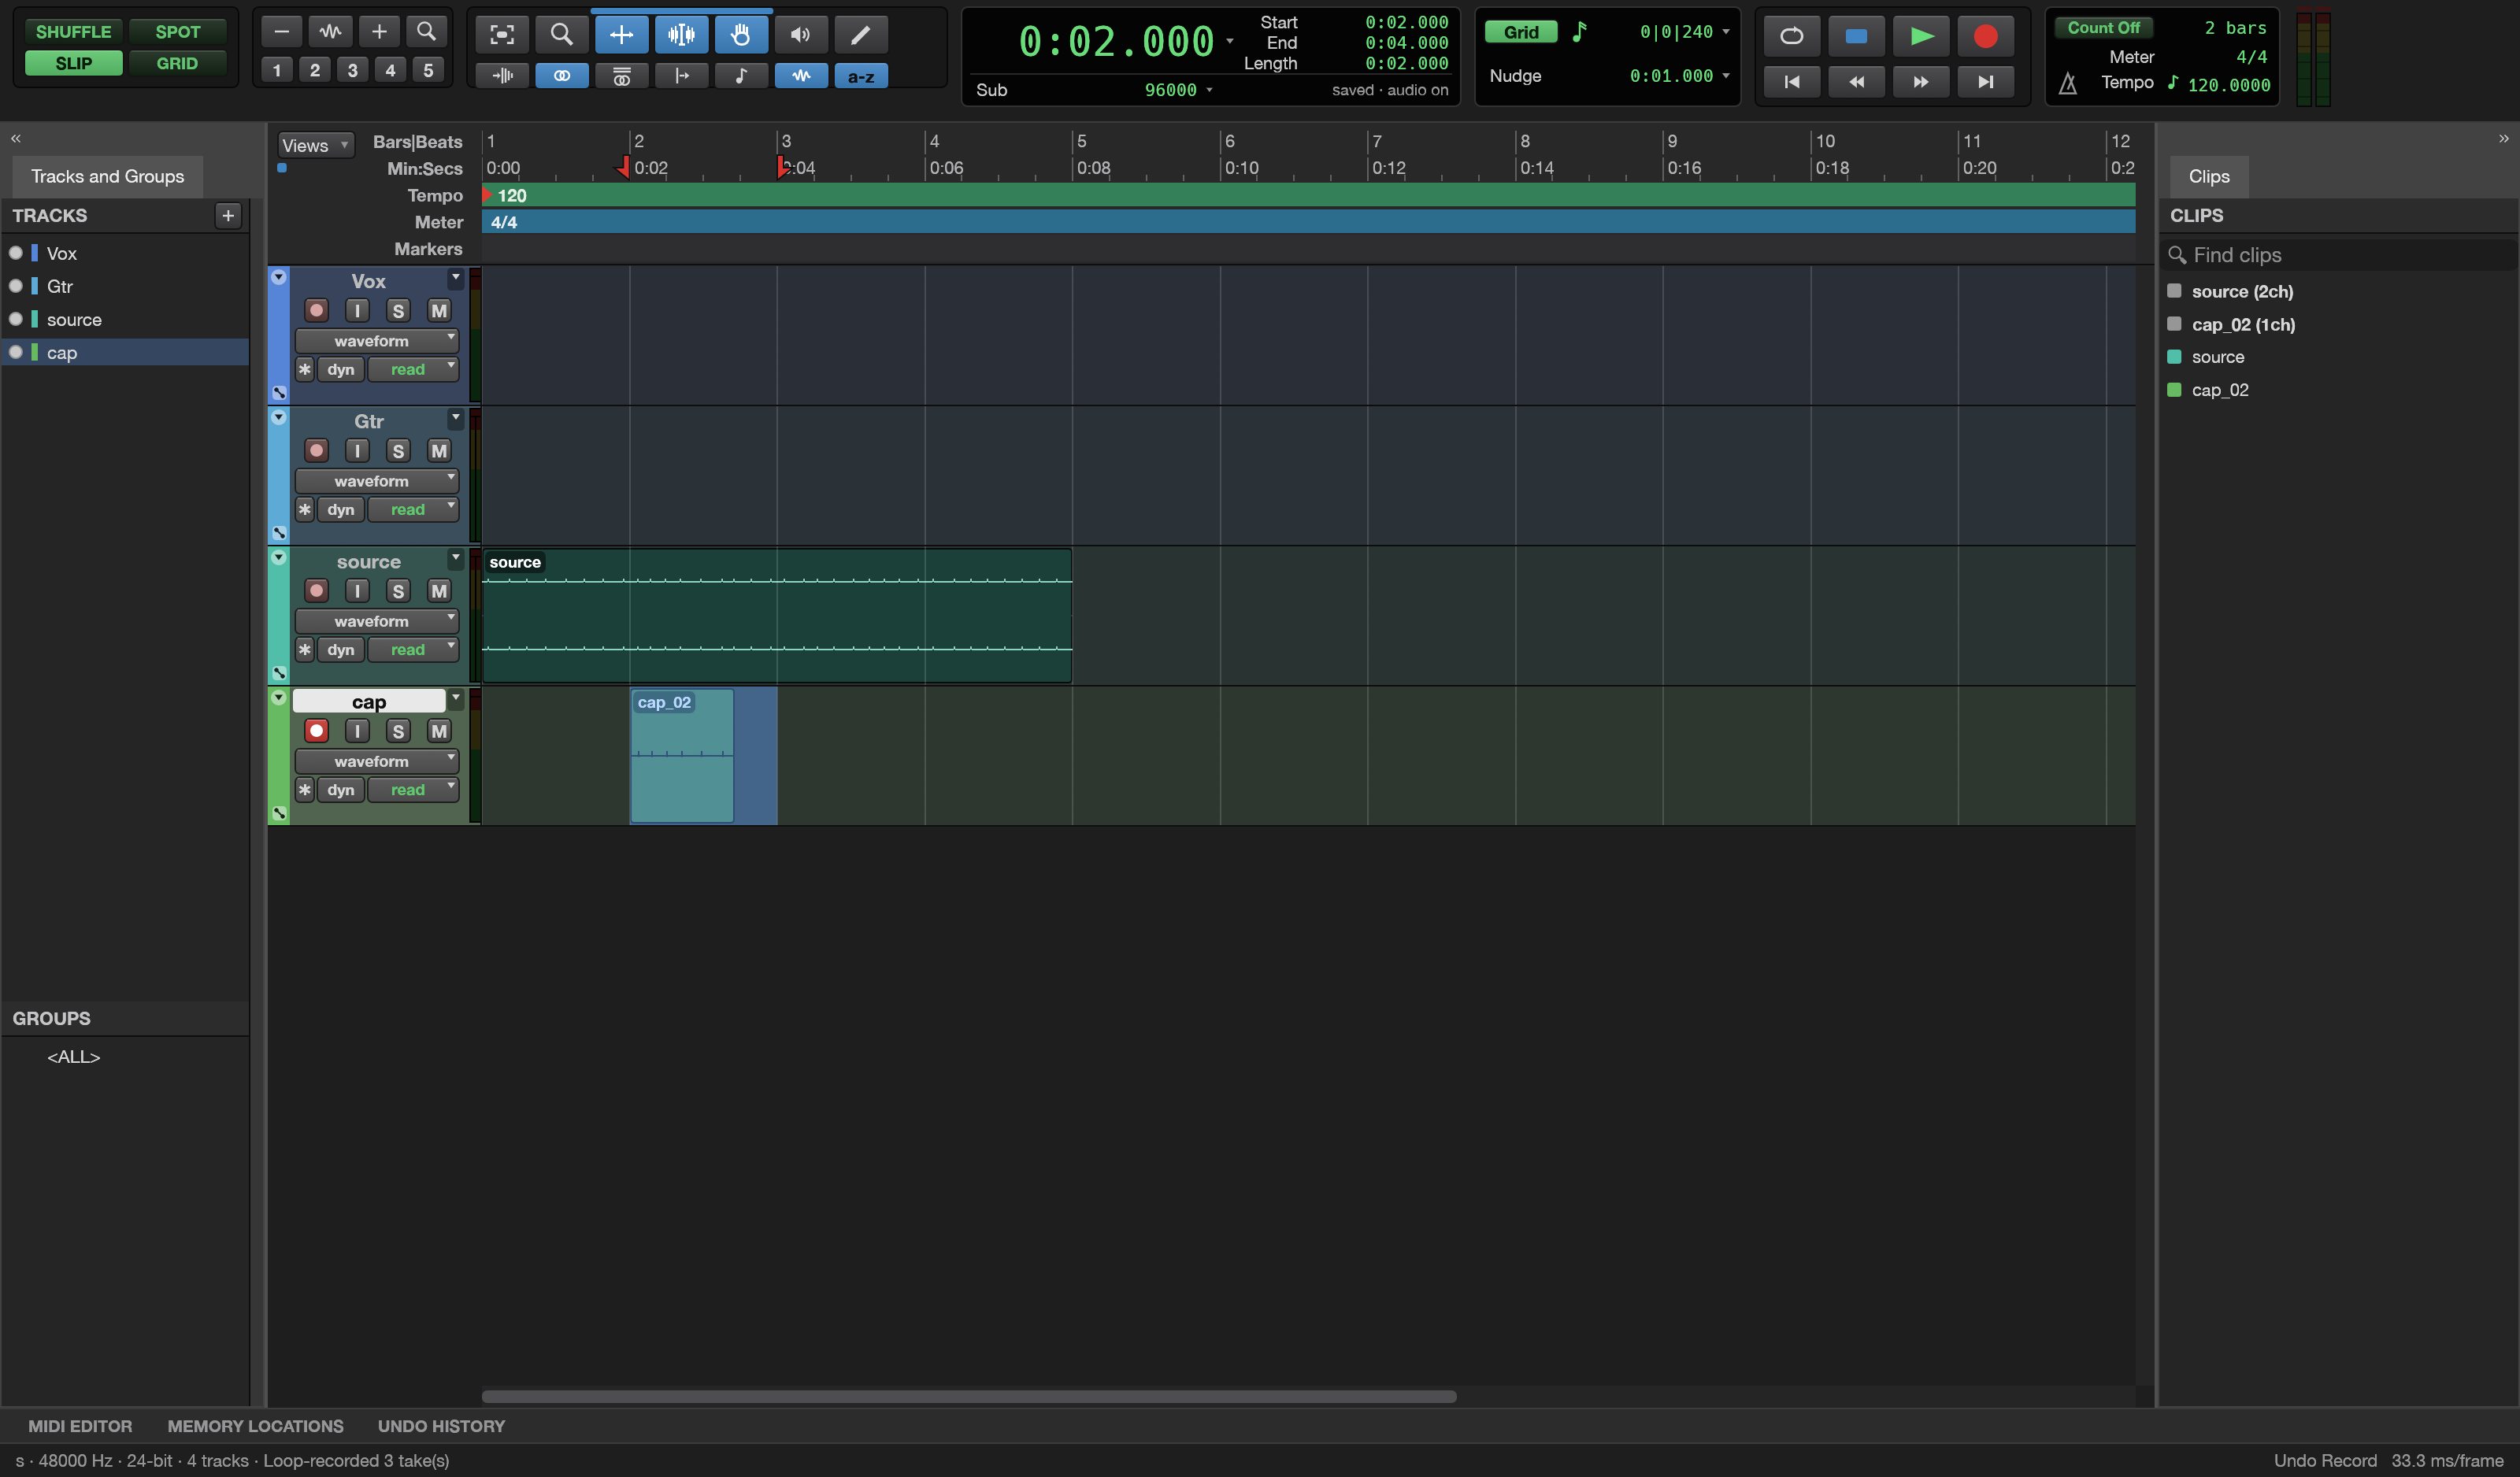 SHUFFLE SPOT
SLIP GRID
1 2 3 4 5
a-z
0:02.000
Start 0:02.000
End 0:04.000
Length 0:02.000
Sub 96000 saved · audio on
Grid 0|0|240
Nudge 0:01.000
Count Off 2 bars
Meter 4/4
Tempo 120.0000
«
Tracks and Groups
TRACKS +
Vox
Gtr
source
cap
GROUPS
<ALL>
Views
Bars|Beats 1 2 3 4 5 6 7 8 9 10 11 12
Min:Secs 0:00 0:02 0:04 0:06 0:08 0:10 0:12 0:14 0:16 0:18 0:20 0:2
Tempo 120
Meter 4/4
Markers
Vox
I S M
waveform
* dyn read
Gtr
I S M
waveform
* dyn read
source
I S M
waveform
* dyn read
source
cap
I S M
waveform
* dyn read
cap_02
»
Clips
CLIPS
Find clips
source (2ch)
cap_02 (1ch)
source
cap_02
MIDI EDITOR MEMORY LOCATIONS UNDO HISTORY
s · 48000 Hz · 24-bit · 4 tracks · Loop-recorded 3 take(s)
Undo Record 33.3 ms/frame